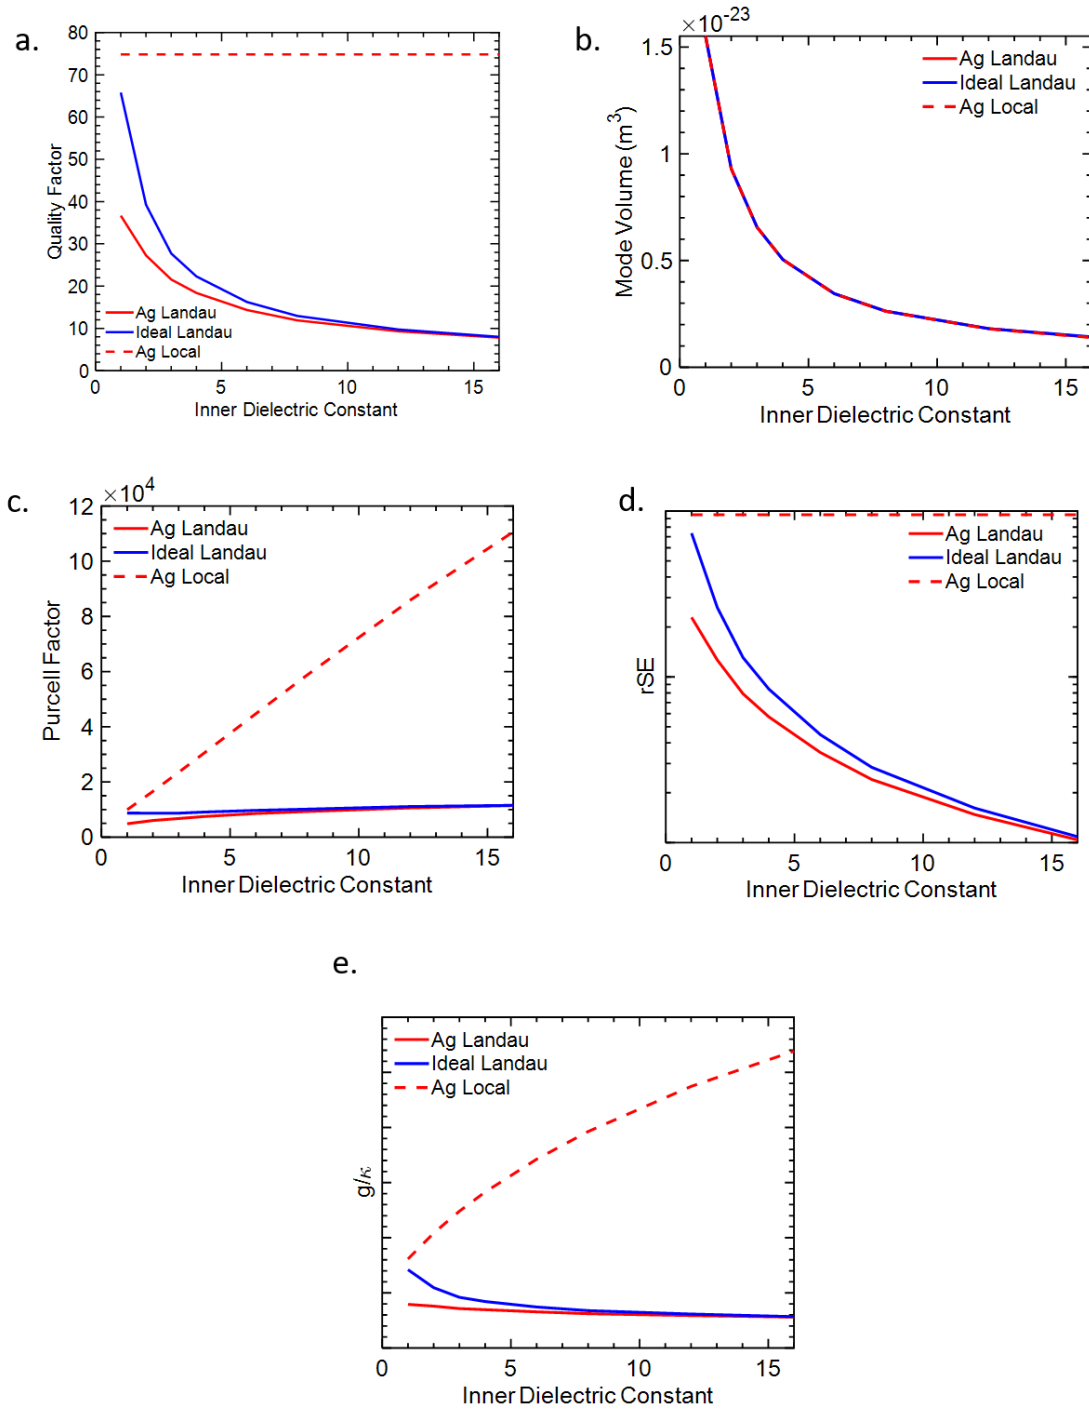 a.
80
70
60
50
40
30
20
10
0
Quality Factor
Ag Landau
Ideal Landau
Ag Local
0 5 10 15
Inner Dielectric Constant
b.
×10^-23
1.5
1
0.5
0
Mode Volume (m^3)
Ag Landau
Ideal Landau
Ag Local
0 5 10 15
Inner Dielectric Constant
c.
×10^4
12
10
8
6
4
2
0
Purcell Factor
Ag Landau
Ideal Landau
Ag Local
0 5 10 15
Inner Dielectric Constant
d.
rSE
Ag Landau
Ideal Landau
Ag Local
0 5 10 15
Inner Dielectric Constant
e.
g/κ
Ag Landau
Ideal Landau
Ag Local
0 5 10 15
Inner Dielectric Constant